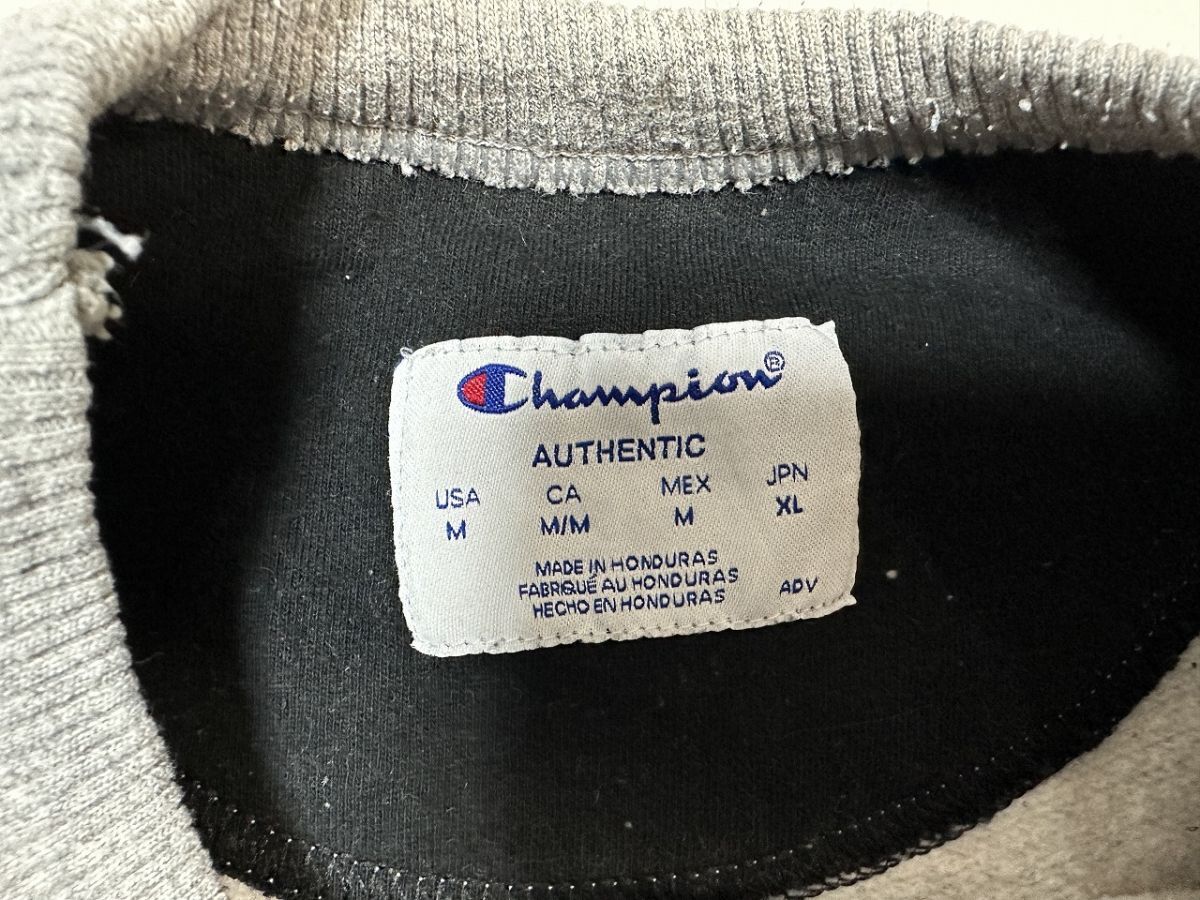 Champion®
AUTHENTIC
USA CA MEX JPN
M M/M M XL
MADE IN HONDURAS
FABRIQUÉ AU HONDURAS
HECHO EN HONDURAS ADV